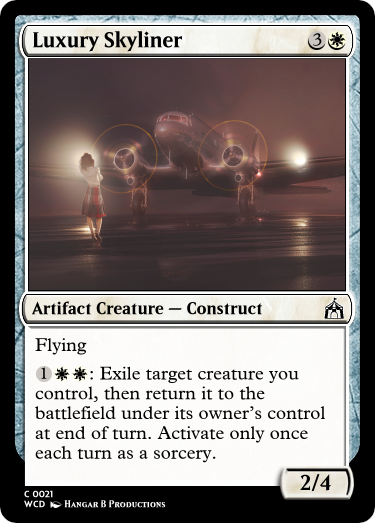 Luxury Skyliner 3
Artifact Creature — Construct
Flying
1: Exile target creature you
control, then return it to the
battlefield under its owner's control
at end of turn. Activate only once
each turn as a sorcery.
2/4
C 0021
WCD HANGAR B PRODUCTIONS